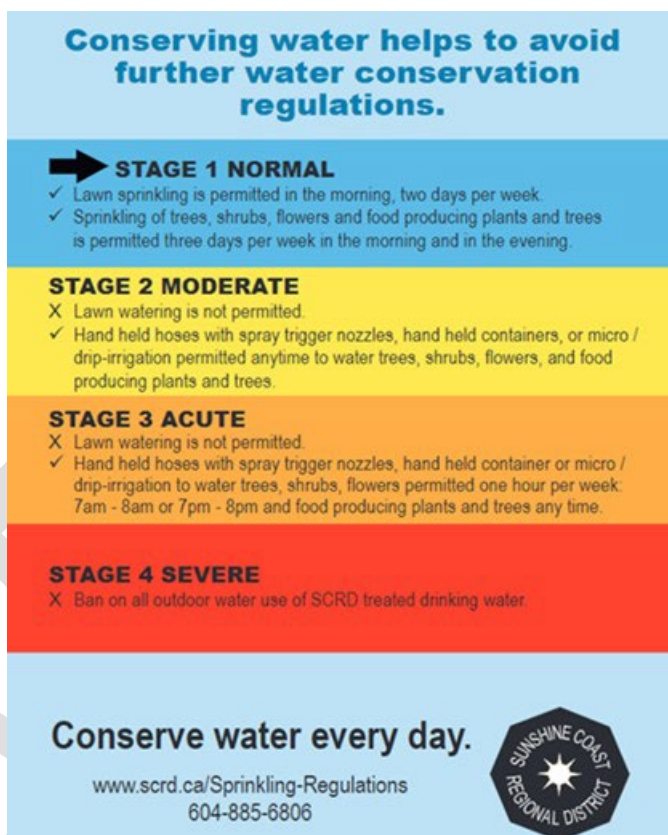 Conserving water helps to avoid
further water conservation
regulations.
STAGE 1 NORMAL
✓ Lawn sprinkling is permitted in the morning, two days per week.
✓ Sprinkling of trees, shrubs, flowers and food producing plants and trees
is permitted three days per week in the morning and in the evening.
STAGE 2 MODERATE
X Lawn watering is not permitted.
✓ Hand held hoses with spray trigger nozzles, hand held containers, or micro /
drip-irrigation permitted anytime to water trees, shrubs, flowers, and food
producing plants and trees.
STAGE 3 ACUTE
X Lawn watering is not permitted.
✓ Hand held hoses with spray trigger nozzles, hand held container or micro /
drip-irrigation to water trees, shrubs, flowers permitted one hour per week:
7am - 8am or 7pm - 8pm and food producing plants and trees any time.
STAGE 4 SEVERE
X Ban on all outdoor water use of SCRD treated drinking water.
Conserve water every day.
www.scrd.ca/Sprinkling-Regulations
604-885-6806
SUNSHINE COAST
REGIONAL DISTRICT